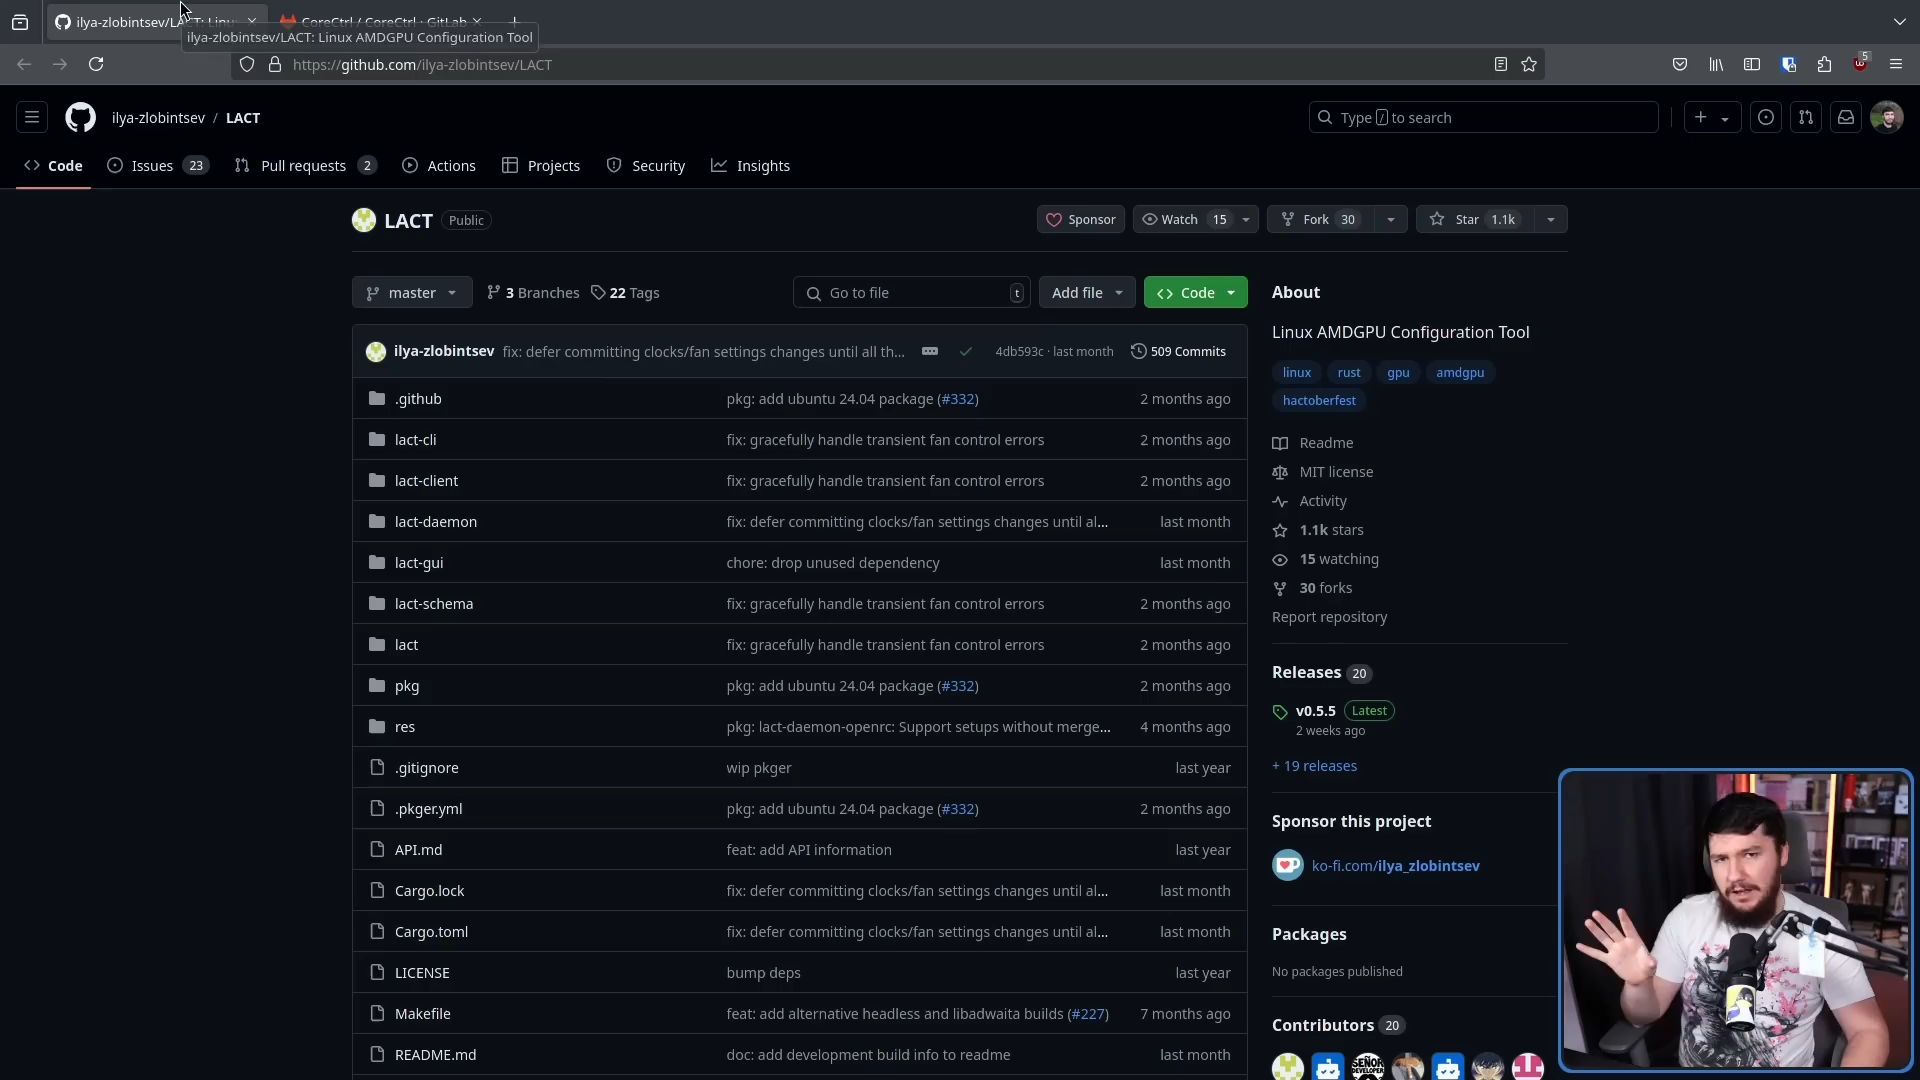 ilya-zlobintsev/LACT: Linu
CoreCtrl / CoreCtrl · GitLab
ilya-zlobintsev/LACT: Linux AMDGPU Configuration Tool
https://github.com/ilya-zlobintsev/LACT
5
ilya-zlobintsev / LACT
Type / to search
Code
Issues 23
Pull requests 2
Actions
Projects
Security
Insights
LACT Public
Sponsor
Watch 15
Fork 30
Star 1.1k
master
3 Branches
22 Tags
Go to file t
Add file
Code
ilya-zlobintsev fix: defer committing clocks/fan settings changes until all th... 4db593c · last month 509 Commits
.github pkg: add ubuntu 24.04 package (#332) 2 months ago
lact-cli fix: gracefully handle transient fan control errors 2 months ago
lact-client fix: gracefully handle transient fan control errors 2 months ago
lact-daemon fix: defer committing clocks/fan settings changes until al... last month
lact-gui chore: drop unused dependency last month
lact-schema fix: gracefully handle transient fan control errors 2 months ago
lact fix: gracefully handle transient fan control errors 2 months ago
pkg pkg: add ubuntu 24.04 package (#332) 2 months ago
res pkg: lact-daemon-openrc: Support setups without merge... 4 months ago
.gitignore wip pkger last year
.pkger.yml pkg: add ubuntu 24.04 package (#332) 2 months ago
API.md feat: add API information last year
Cargo.lock fix: defer committing clocks/fan settings changes until al... last month
Cargo.toml fix: defer committing clocks/fan settings changes until al... last month
LICENSE bump deps last year
Makefile feat: add alternative headless and libadwaita builds (#227) 7 months ago
README.md doc: add development build info to readme last month
About
Linux AMDGPU Configuration Tool
linux rust gpu amdgpu
hactoberfest
Readme
MIT license
Activity
1.1k stars
15 watching
30 forks
Report repository
Releases 20
v0.5.5 Latest
2 weeks ago
+ 19 releases
Sponsor this project
ko-fi.com/ilya_zlobintsev
Packages
No packages published
Contributors 20
SEÑOR